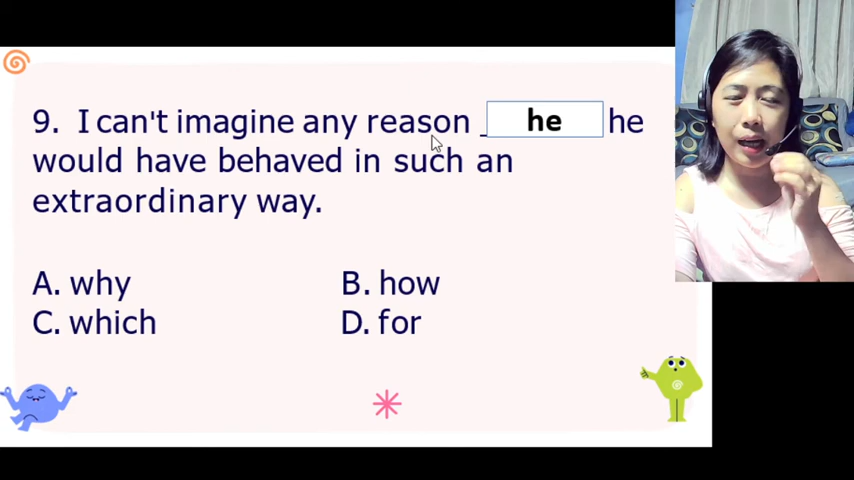 9. I can't imagine any reason _ he he
would have behaved in such an
extraordinary way.
A. why B. how
C. which D. for